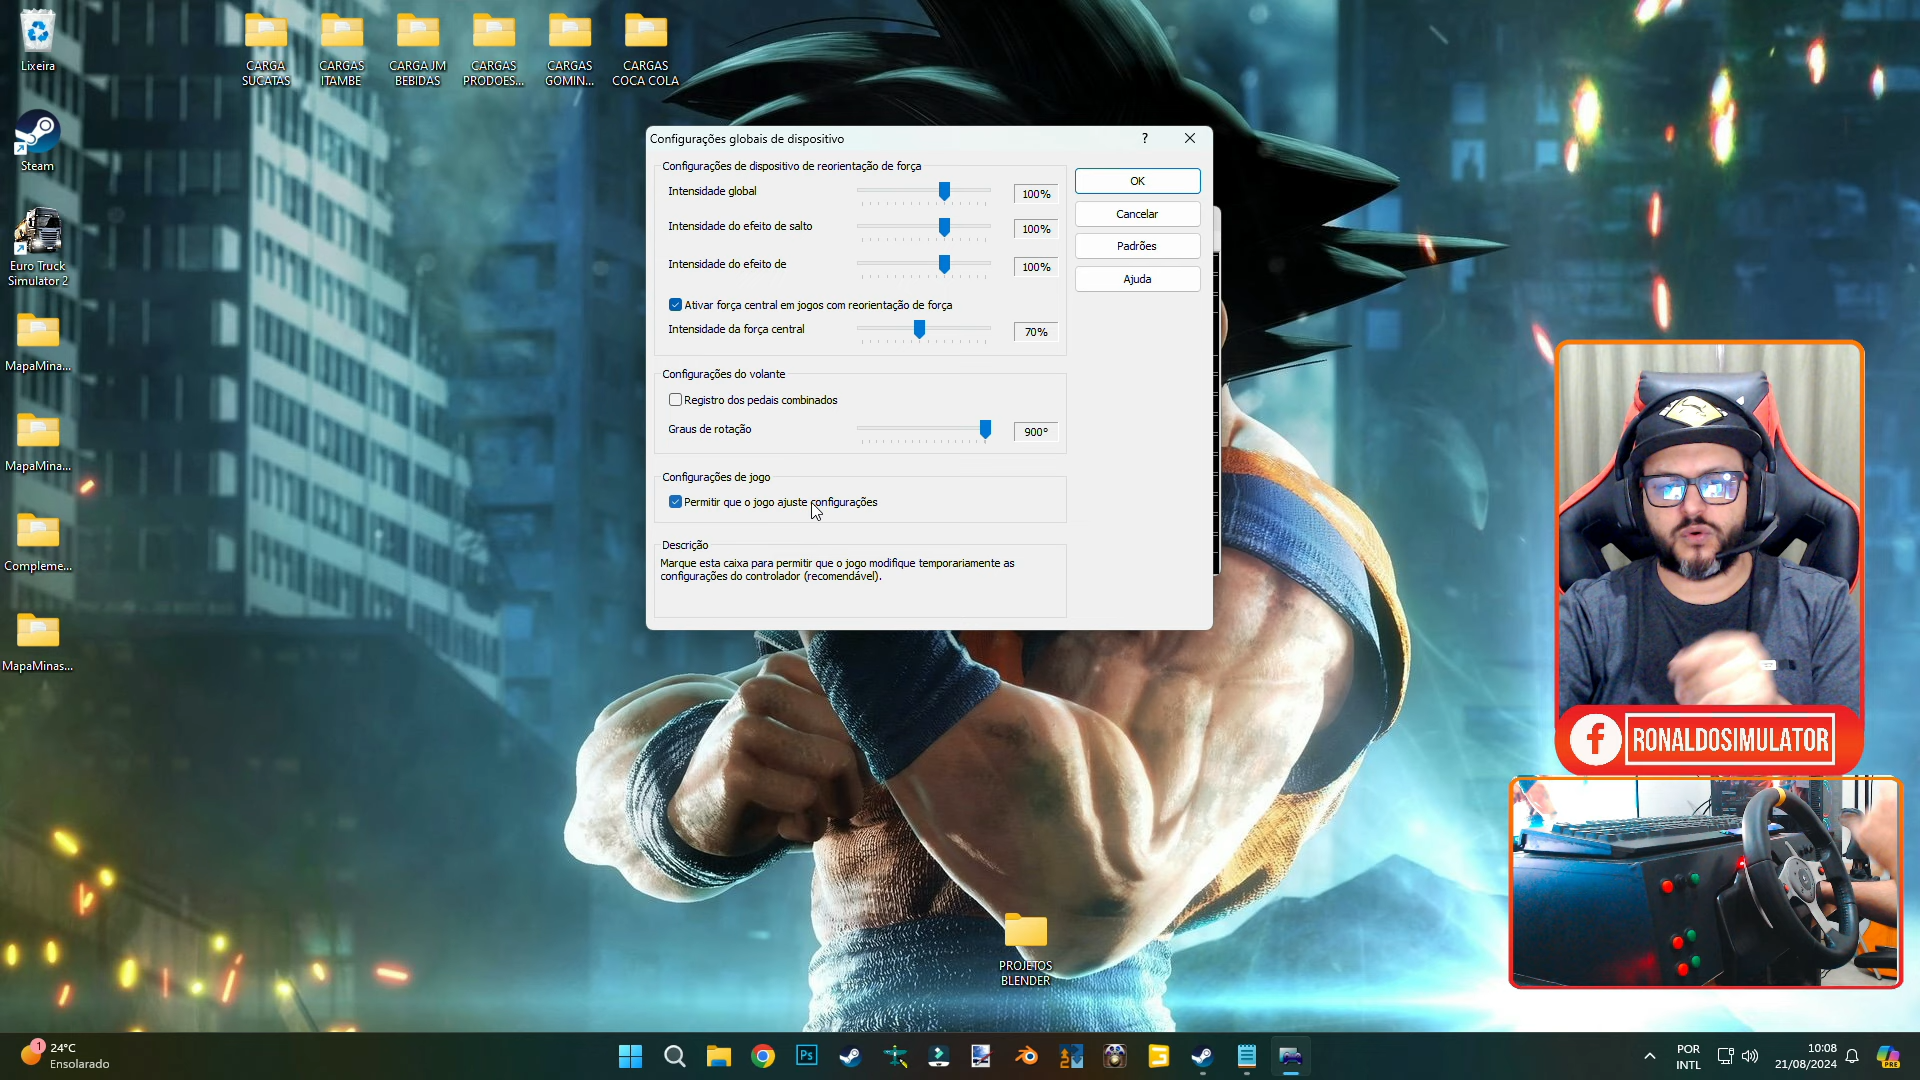 Lixeira
CARGA
SUCATAS
CARGAS
ITAMBE
CARGA JM
BEBIDAS
CARGAS
PRODOES...
CARGAS
GOMIN...
CARGAS
COCA COLA
Steam
Euro Truck
Simulator 2
MapaMina...
MapaMina...
Compleme...
MapaMinas...
Configurações globais de dispositivo
?
Configurações de dispositivo de reorientação de força
Intensidade global
100%
Intensidade do efeito de salto
100%
Intensidade do efeito de
100%
Ativar força central em jogos com reorientação de força
Intensidade da força central
70%
OK
Cancelar
Padrões
Ajuda
Configurações do volante
Registro dos pedais combinados
Graus de rotação
900°
Configurações de jogo
Permitir que o jogo ajuste configurações
Descrição
Marque esta caixa para permitir que o jogo modifique temporariamente as
configurações do controlador (recomendável).
f RONALDOSIMULATOR
PROJETOS
BLENDER
1
24°C
Ensolarado
Ps
POR
INTL
10:08
21/08/2024
PRE